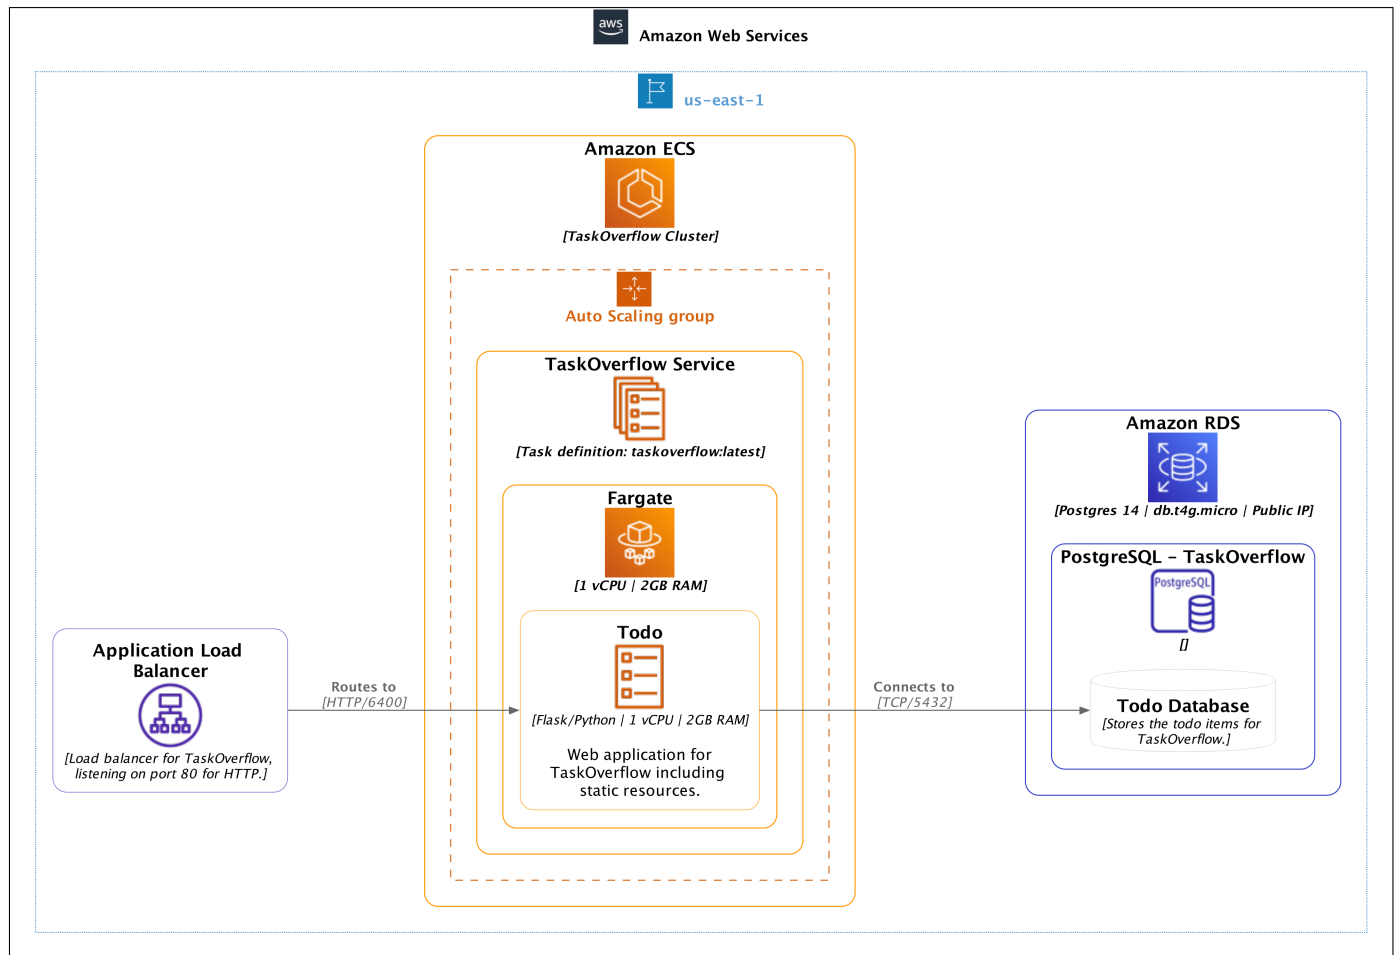 aws
Amazon Web Services
us-east-1
Amazon ECS
[TaskOverflow Cluster]
Auto Scaling group
TaskOverflow Service
[Task definition: taskoverflow:latest]
Fargate
[1 vCPU | 2GB RAM]
Todo
[Flask/Python | 1 vCPU | 2GB RAM]
Web application for
TaskOverflow including
static resources.
Application Load
Balancer
[Load balancer for TaskOverflow,
listening on port 80 for HTTP.]
Routes to
[HTTP/6400]
Connects to
[TCP/5432]
Amazon RDS
[Postgres 14 | db.t4g.micro | Public IP]
PostgreSQL - TaskOverflow
PostgreSQL
[]
Todo Database
[Stores the todo items for
TaskOverflow.]